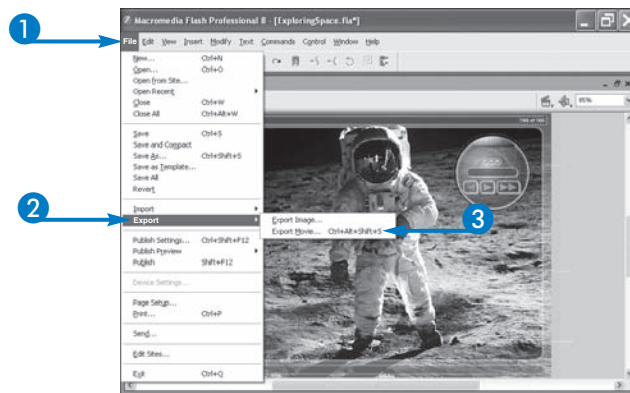 Macromedia Flash Professional 8 - [ExploringSpace.fla*]
1
File Edit View Insert Modify Text Commands Control Window Help
New... Ctrl+N
Open... Ctrl+O
Open from Site...
Open Recent
Close Ctrl+W
Close All Ctrl+Alt+W
95%
Save Ctrl+S
Save and Compact
Save As... Ctrl+Shift+S
Save as Template...
Save All
Revert
Import
2
Export
Export Image...
Export Movie... Ctrl+Alt+Shift+S
3
Publish Settings... Ctrl+Shift+F12
Publish Preview
Publish Shift+F12
Device Settings...
Page Setup...
Print... Ctrl+P
Send...
Edit Sites...
Exit Ctrl+Q